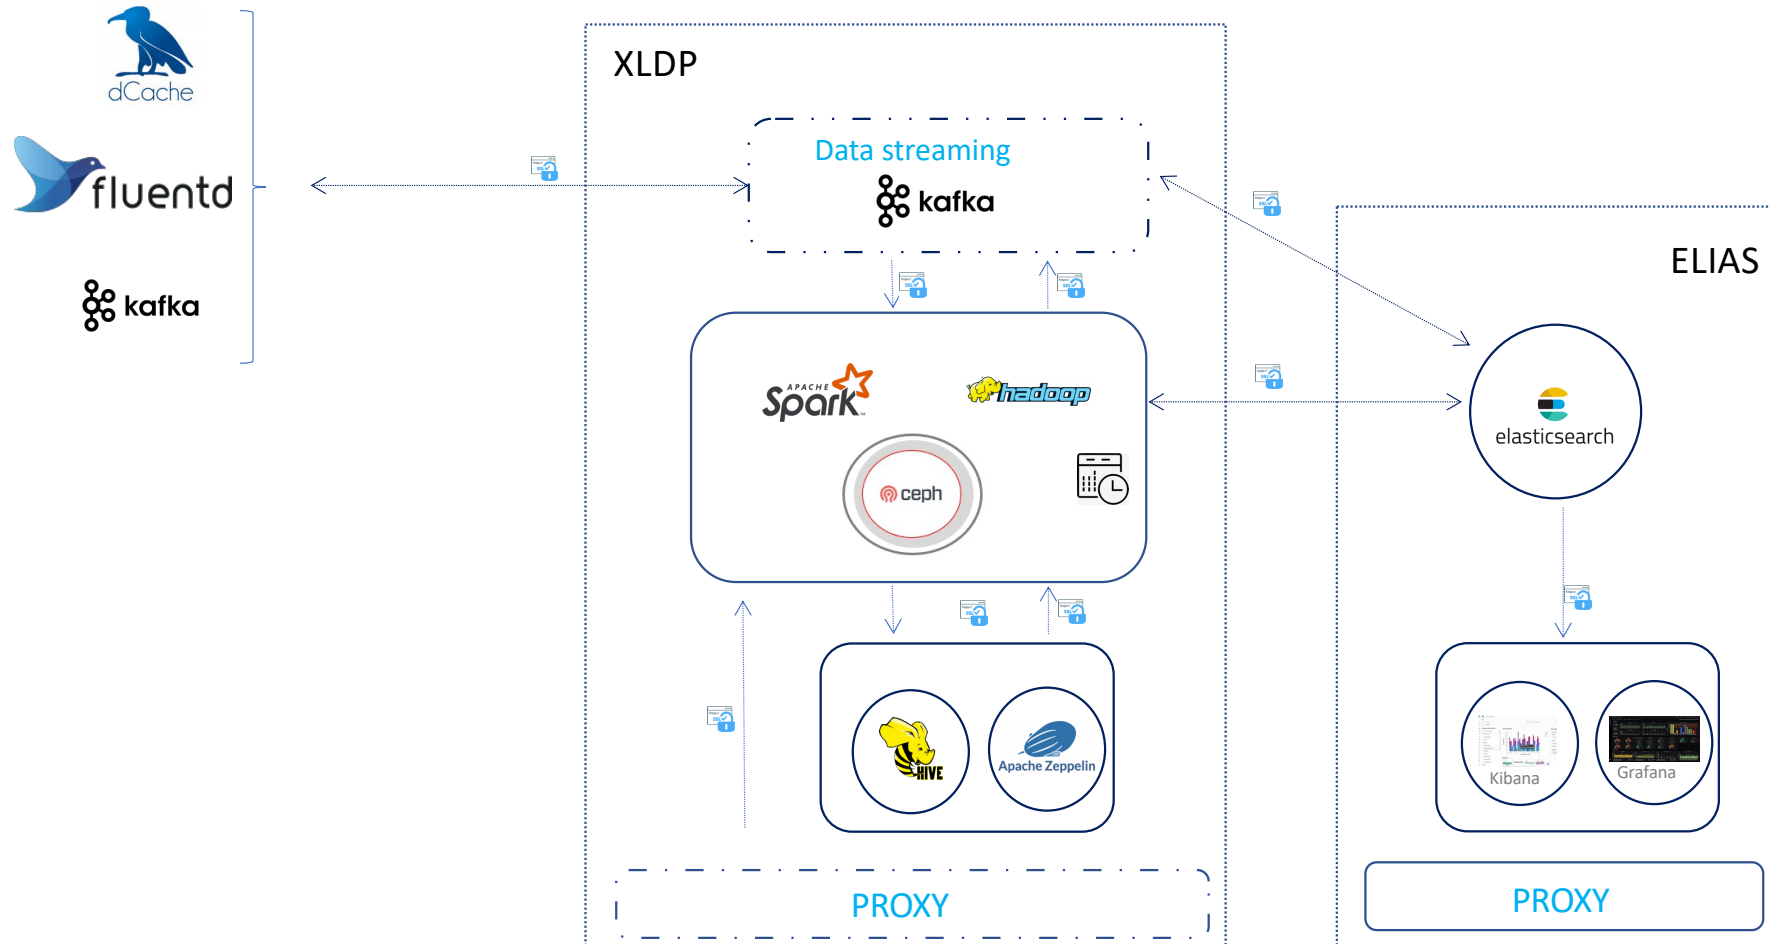 dCache
fluentd
kafka
XLDP
Data streaming
kafka
APACHE
Spark
hadoop
ceph
HIVE
Apache Zeppelin
PROXY
ELIAS
elasticsearch
Kibana
Grafana
PROXY